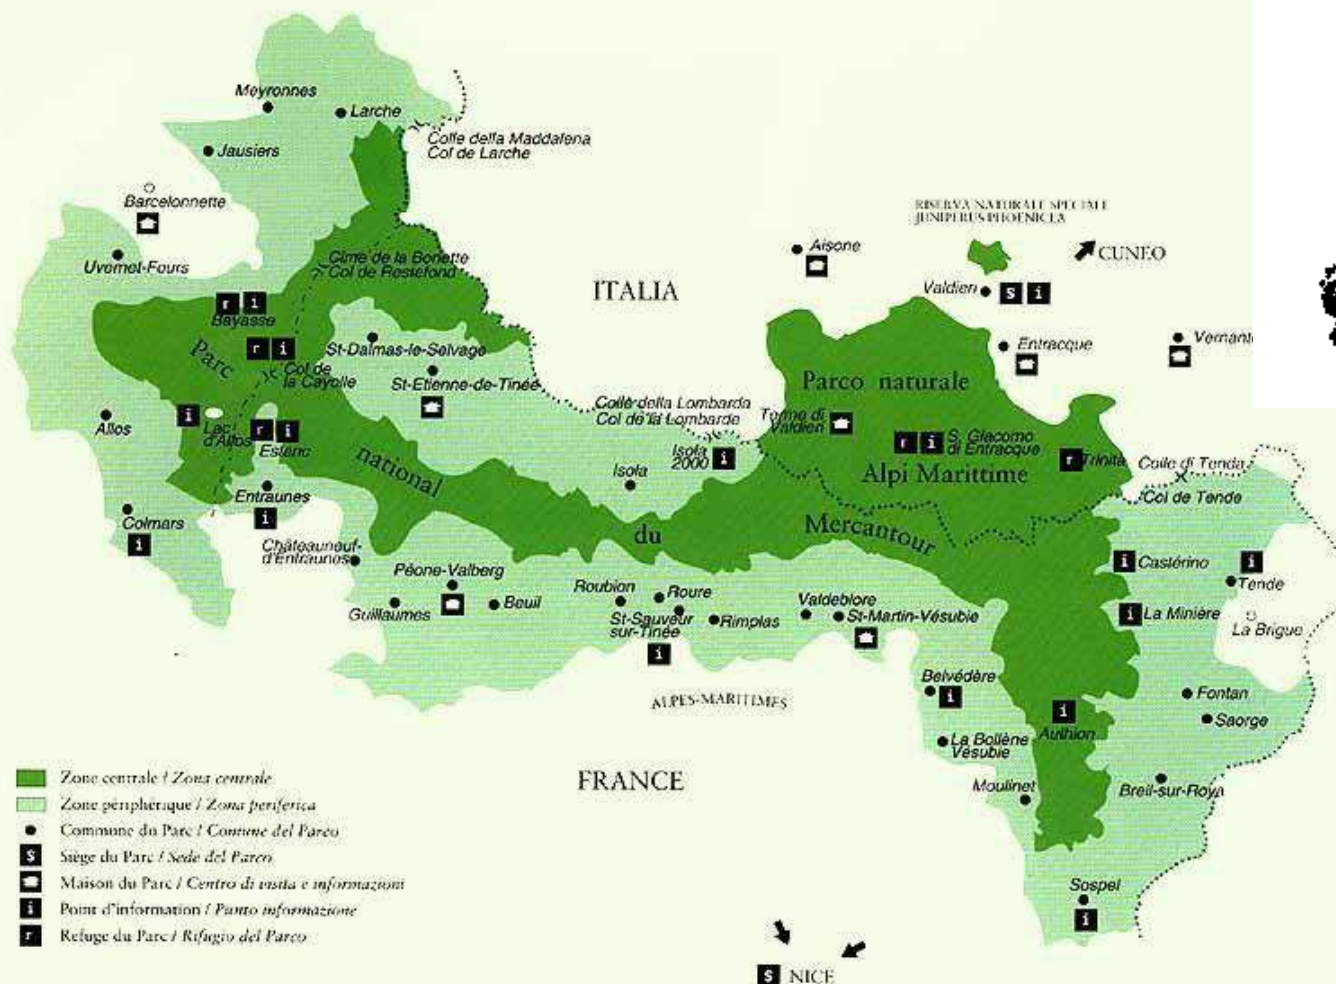 Meyronnes
Larche
Colle della Maddalena
Col de Larche
Jausiers
Barcelonnette
RISERVA NATURALE SPECIALE
JUNIPERUS PHOENICEA
Uvernet-Fours
Cime de la Bonette
Col de Restefond
Aisone
CUNEO
ITALIA
Valdieri
S i
r i
Bayasse
Parc
r i
Col de
la Cayolle
St-Dalmas-le-Selvage
St-Etienne-de-Tinée
Entracque
Vernant
Parco naturale
Colle della Lombarda
Col de la Lombarde
Terme di
Valdieri
Allos
i
Lac
d'Allos
r i
Estenc
national
Isola
2000
i
Isola
r i
S. Giacomo
di Entracque
r
Trinità
Alpi Marittime
Colle di Tenda
Col de Tende
Entraunes
i
Colmars
i
Châteauneuf-
d'Entraunes
du
Mercantour
i
Castérino
i
Tende
Péone-Valberg
Guillaumes
Beuil
Roubion
Roure
St-Sauveur
sur-Tinée
i
Rimplas
Valdeblore
St-Martin-Vésubie
i
La Minière
La Brigue
ALPES-MARITIMES
Belvédère
i
La Bollène
Vésubie
i
Authion
Fontan
Saorge
FRANCE
Moulinet
Breil-sur-Roya
Sospel
i
Zone centrale / Zona centrale
Zone périphérique / Zona periferica
Commune du Parc / Comune del Parco
S Siège du Parc / Sede del Parco
Maison du Parc / Centro di visita e informazioni
i Point d'information / Punto informazione
r Refuge du Parc / Rifugio del Parco
S NICE